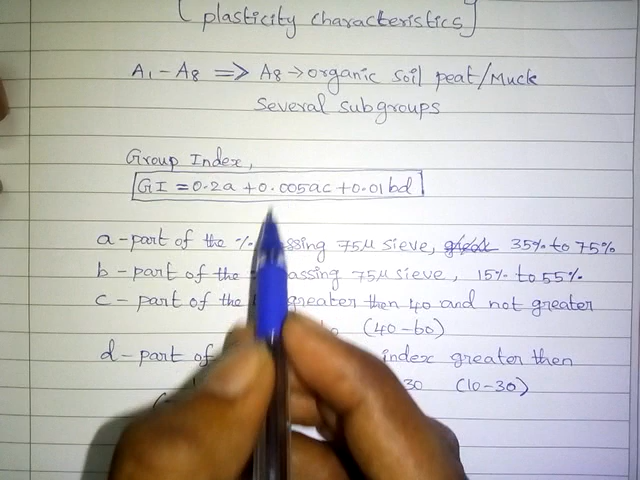 [plasticity characteristics]
A1-A8 => A8→organic soil peat/Muck
Several subgroups
Group Index,
GI = 0.2a + 0.005ac + 0.01bd
a-part of the %. ssing 75μ sieve, 35% to 75%
b - part of the assing 75μ sieve, 15% to 55%
c - part of the greater then 40 and not greater
(40-60)
d-part of index greater then
30 (10-30)